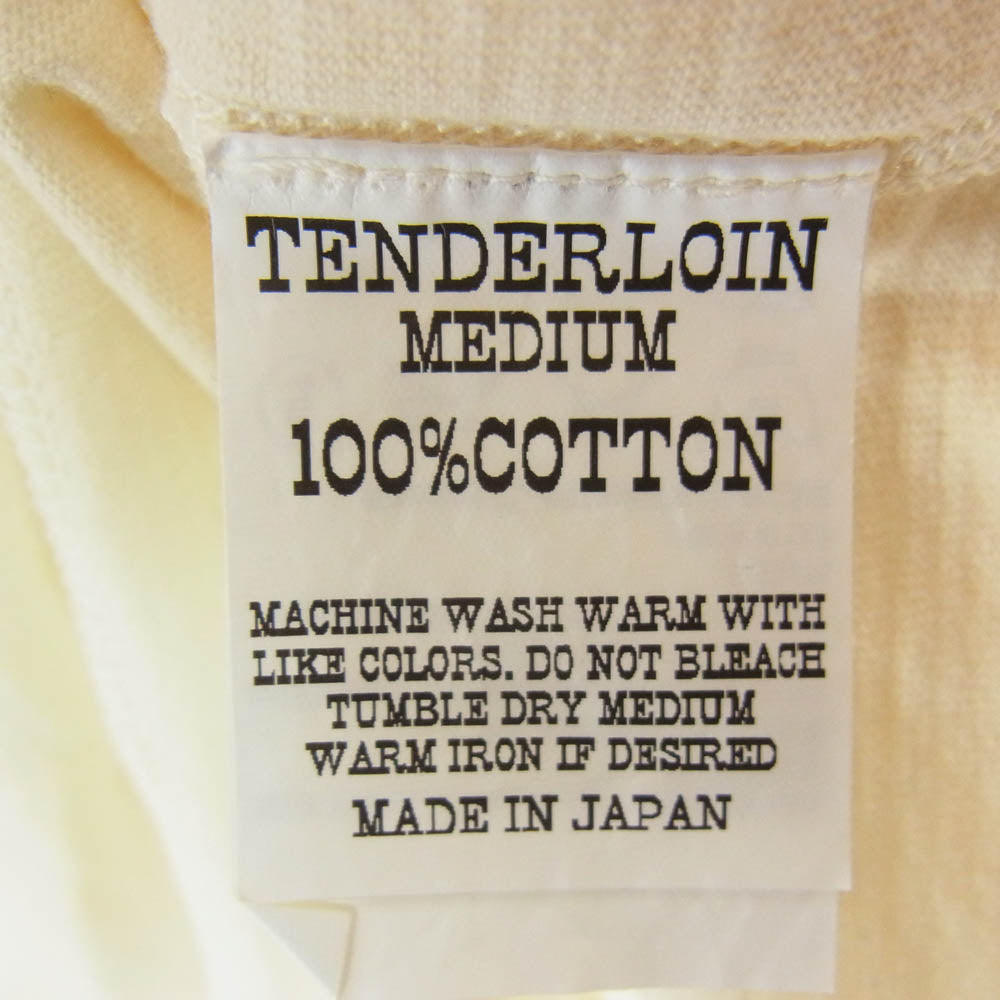 TENDERLOIN
MEDIUM
100%COTTON
MACHINE WASH WARM WITH
LIKE COLORS. DO NOT BLEACH
TUMBLE DRY MEDIUM
WARM IRON IF DESIRED
MADE IN JAPAN